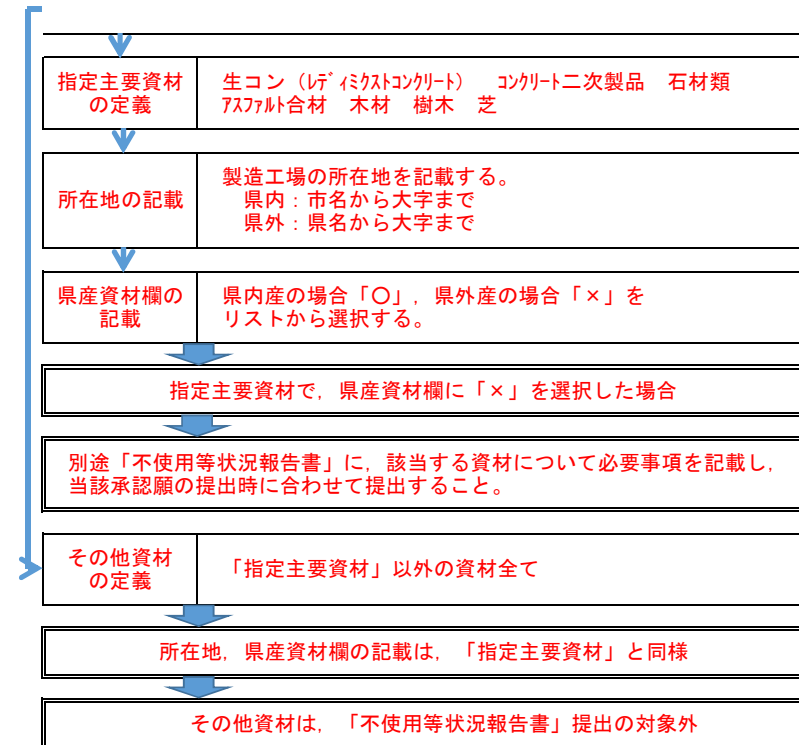 指定主要資材
の定義
生コン（ﾚﾃﾞｨﾐｸｽﾄｺﾝｸﾘｰﾄ）　ｺﾝｸﾘｰﾄ二次製品　石材類
ｱｽﾌｧﾙﾄ合材　木材　樹木　芝
所在地の記載
製造工場の所在地を記載する。
県内：市名から大字まで
県外：県名から大字まで
県産資材欄の
記載
県内産の場合「〇」，県外産の場合「×」を
リストから選択する。
指定主要資材で，県産資材欄に「×」を選択した場合
別途「不使用等状況報告書」に，該当する資材について必要事項を記載し，
当該承認願の提出時に合わせて提出すること。
その他資材
の定義
「指定主要資材」以外の資材全て
所在地，県産資材欄の記載は，「指定主要資材」と同様
その他資材は，「不使用等状況報告書」提出の対象外